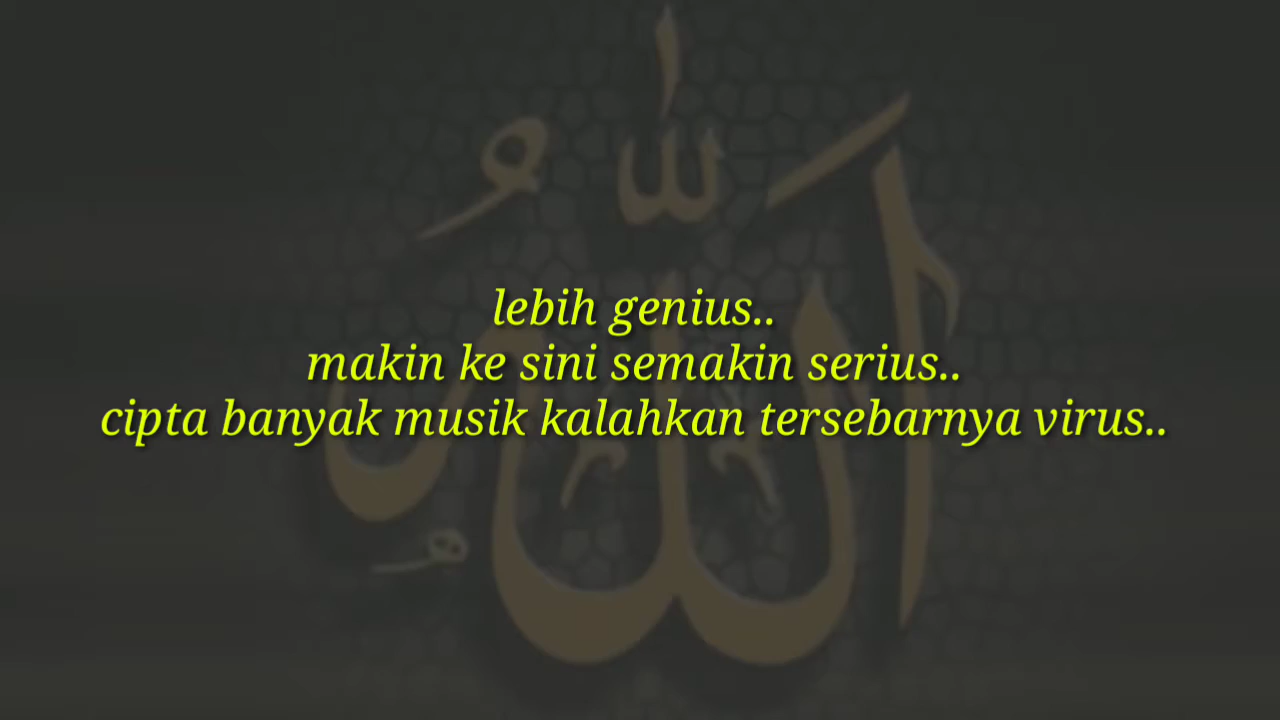 الله
lebih genius..
makin ke sini semakin serius..
cipta banyak musik kalahkan tersebarnya virus..